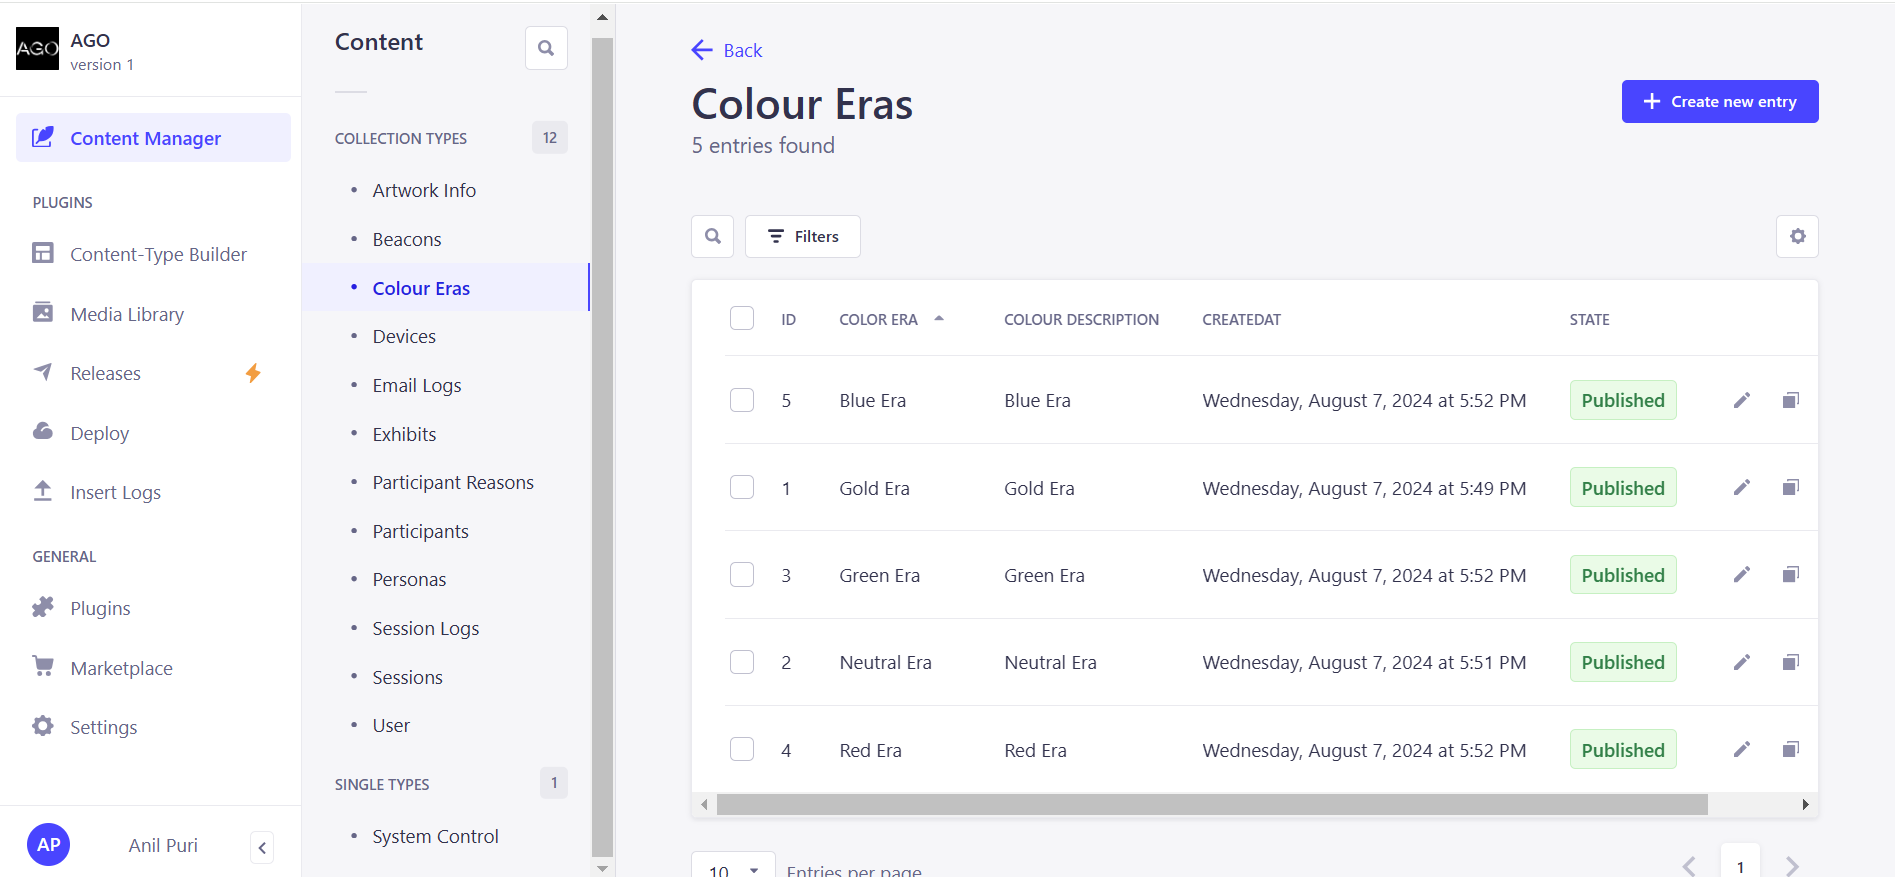 AGO
AGO
version 1
Content Manager
PLUGINS
Content-Type Builder
Media Library
Releases
Deploy
Insert Logs
GENERAL
Plugins
Marketplace
Settings
AP
Anil Puri
Content
COLLECTION TYPES 12
Artwork Info
Beacons
Colour Eras
Devices
Email Logs
Exhibits
Participant Reasons
Participants
Personas
Session Logs
Sessions
User
SINGLE TYPES 1
System Control
Back
Colour Eras
Create new entry
5 entries found
Filters
ID COLOR ERA COLOUR DESCRIPTION CREATEDAT STATE
5 Blue Era Blue Era Wednesday, August 7, 2024 at 5:52 PM Published
1 Gold Era Gold Era Wednesday, August 7, 2024 at 5:49 PM Published
3 Green Era Green Era Wednesday, August 7, 2024 at 5:52 PM Published
2 Neutral Era Neutral Era Wednesday, August 7, 2024 at 5:51 PM Published
4 Red Era Red Era Wednesday, August 7, 2024 at 5:52 PM Published
10 Entries per page 1